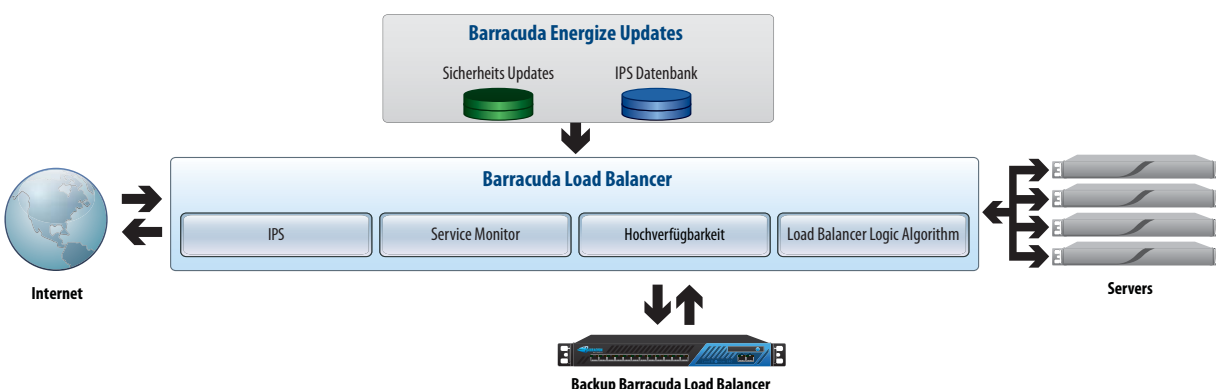 Barracuda Energize Updates
Sicherheits Updates
IPS Datenbank
Barracuda Load Balancer
IPS
Service Monitor
Hochverfügbarkeit
Load Balancer Logic Algorithm
Internet
Servers
Backup Barracuda Load Balancer